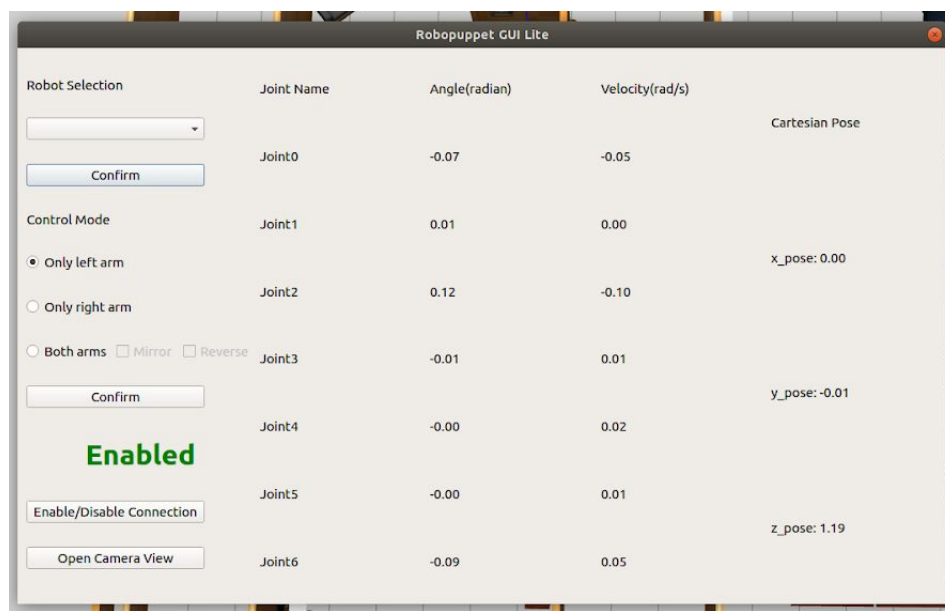 Robopuppet GUI Lite
Robot Selection
Confirm
Control Mode
Only left arm
Only right arm
Both arms Mirror Reverse
Confirm
Enabled
Enable/Disable Connection
Open Camera View
Joint Name Angle(radian) Velocity(rad/s)
Joint0 -0.07 -0.05
Joint1 0.01 0.00
Joint2 0.12 -0.10
Joint3 -0.01 0.01
Joint4 -0.00 0.02
Joint5 -0.00 0.01
Joint6 -0.09 0.05
Cartesian Pose
x_pose: 0.00
y_pose: -0.01
z_pose: 1.19